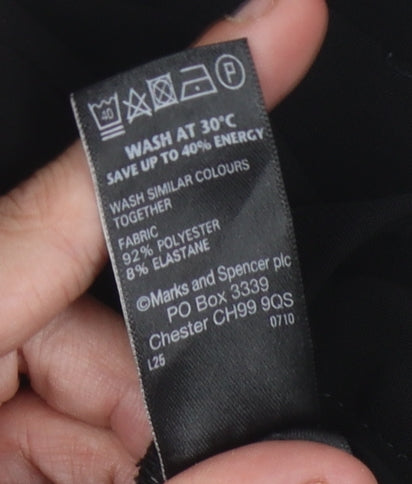 40 P
WASH AT 30°C
SAVE UP TO 40% ENERGY
WASH SIMILAR COLOURS
TOGETHER
FABRIC
92% POLYESTER
8% ELASTANE
©Marks and Spencer plc
PO Box 3339
Chester CH99 9QS
L25 0710